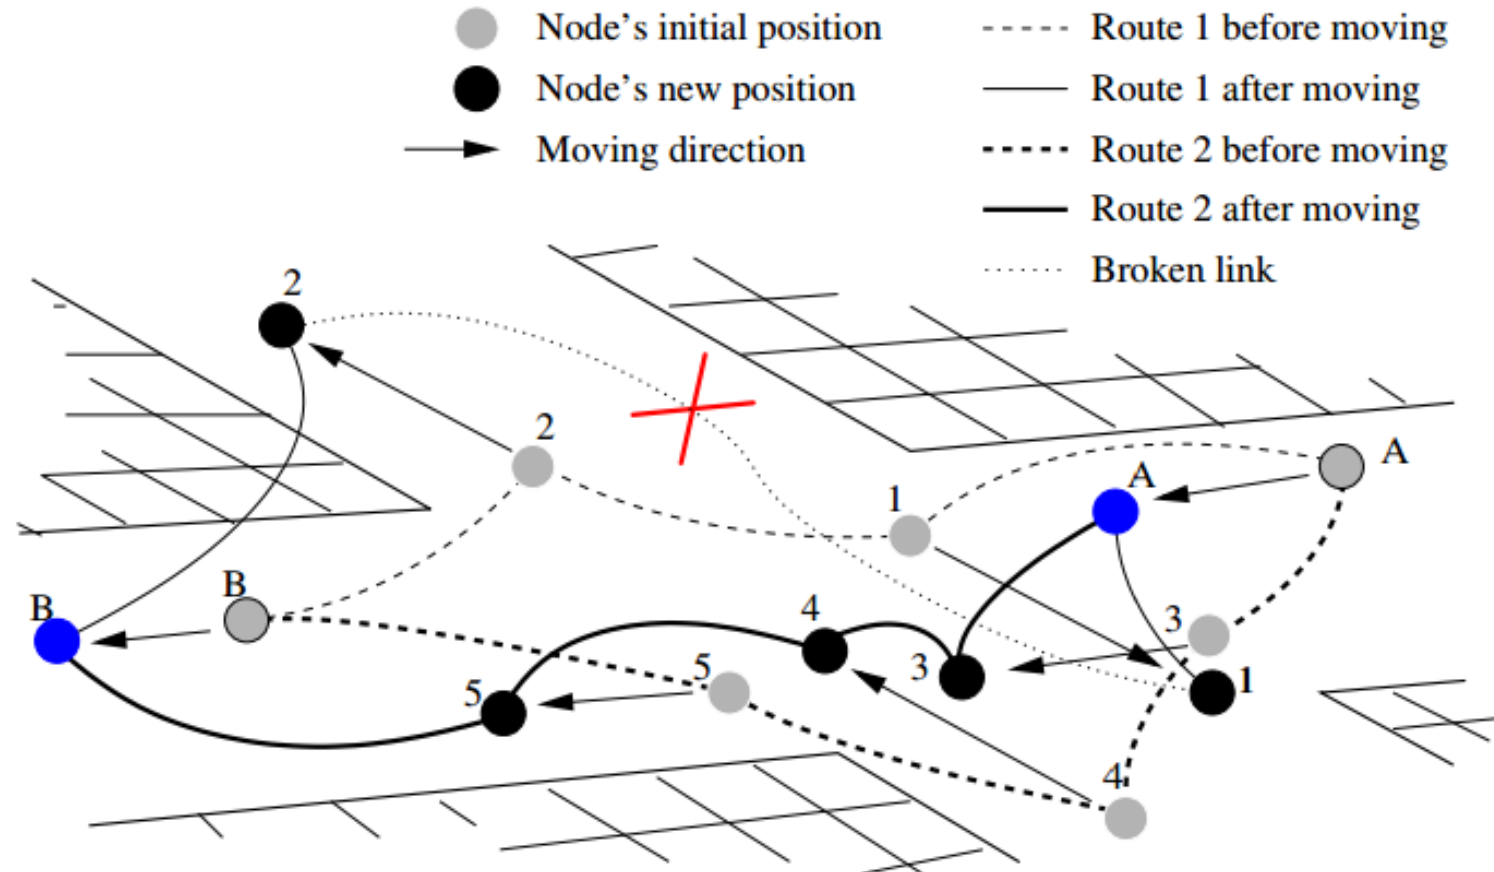 Node's initial position
Node's new position
Moving direction
Route 1 before moving
Route 1 after moving
Route 2 before moving
Route 2 after moving
Broken link
2
2
A
A
1
B
B
4
3
3
5
5
1
4